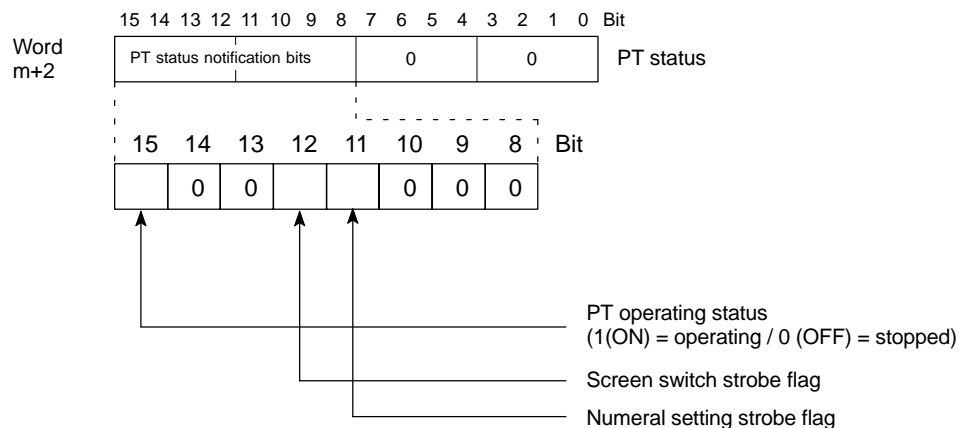 15 14 13 12 11 10 9 8 7 6 5 4 3 2 1 0 Bit
Word
m+2
PT status notification bits 0 0 PT status
15 14 13 12 11 10 9 8 Bit
0 0 0 0 0
PT operating status
(1(ON) = operating / 0 (OFF) = stopped)
Screen switch strobe flag
Numeral setting strobe flag